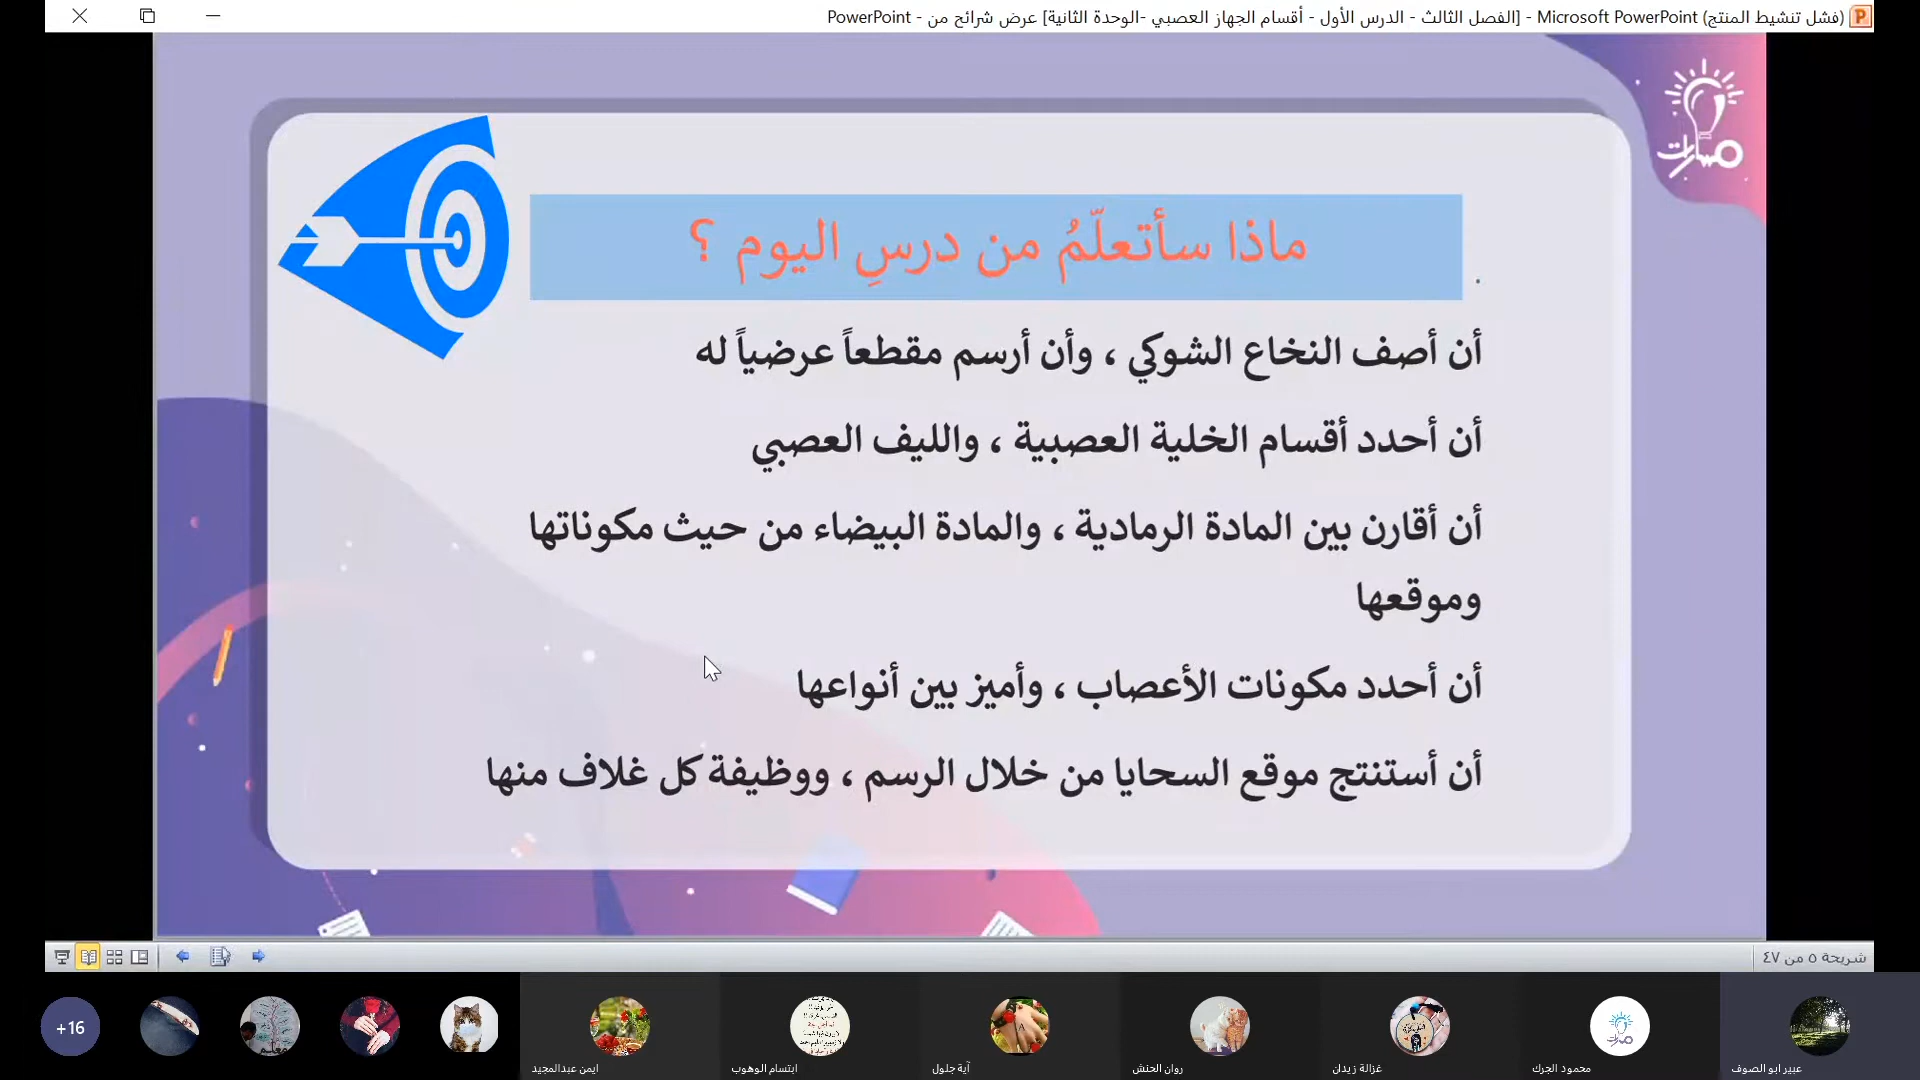 PowerPoint - [الفصل الثالث - الدرس الأول - أقسام الجهاز العصبي -الوحدة الثانية] عرض شرائح من - Microsoft PowerPoint (فشل تنشيط المنتج)
مسارات
ماذا سأتعلّمُ من درسِ اليوم ؟
.
أن أصف النخاع الشوكي ، وأن أرسم مقطعاً عرضياً له
أن أحدد أقسام الخلية العصبية ، والليف العصبي
أن أقارن بين المادة الرمادية ، والمادة البيضاء من حيث مكوناتها
وموقعها
أن أحدد مكونات الأعصاب ، وأميز بين أنواعها
أن أستنتج موقع السحايا من خلال الرسم ، ووظيفة كل غلاف منها
شريحة ٥ من ٤٧
عبير ابو الصوف
محمود الجرك
غزالة زيدان
روان الحنش
آية جلول
ابتسام الوهوب
ايمن عبدالمجيد
+16